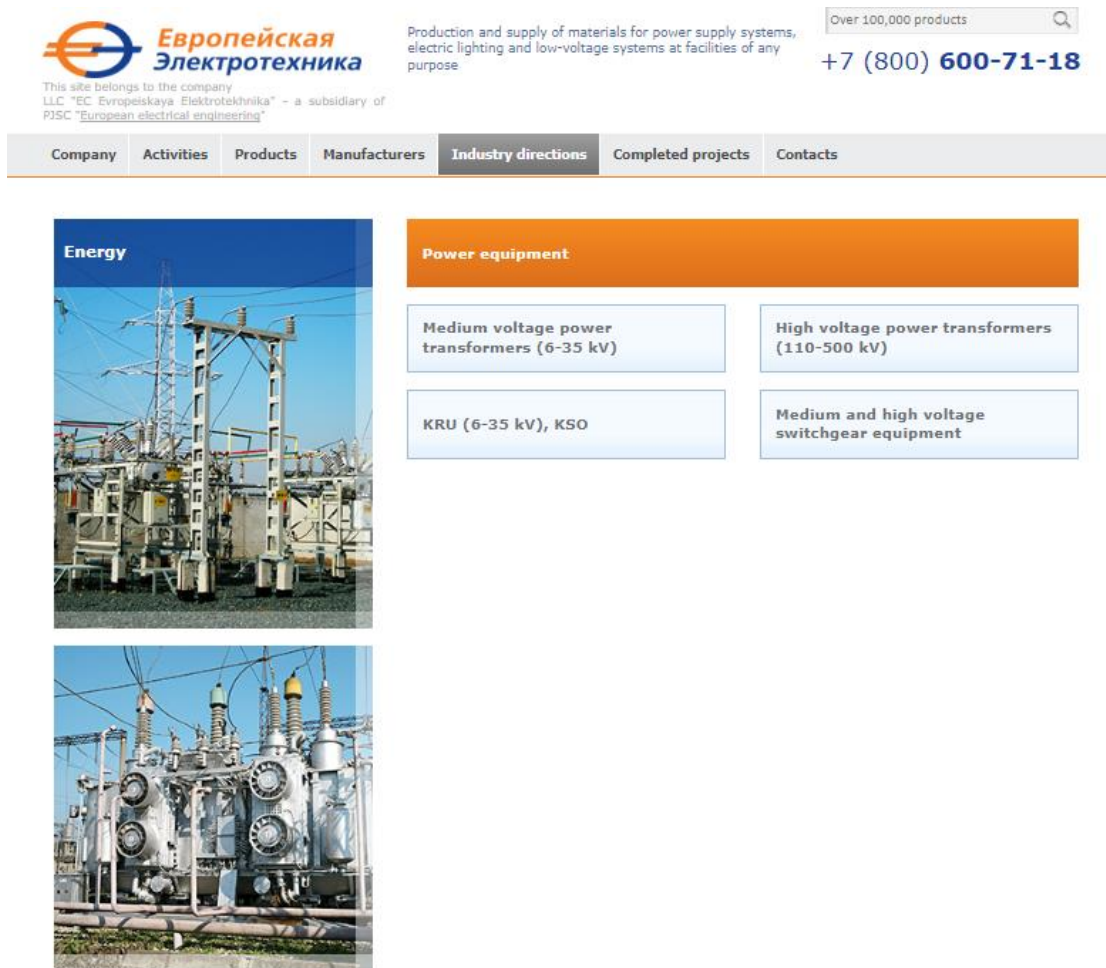 Европейская
Электротехника
This site belongs to the company
LLC "EC Evropeiskaya Elektrotekhnika" – a subsidiary of
PJSC "European electrical engineering"
Production and supply of materials for power supply systems,
electric lighting and low-voltage systems at facilities of any
purpose
Over 100,000 products
+7 (800) 600-71-18
Company Activities Products Manufacturers Industry directions Completed projects Contacts
Energy
Power equipment
Medium voltage power
transformers (6-35 kV)
High voltage power transformers
(110-500 kV)
KRU (6-35 kV), KSO
Medium and high voltage
switchgear equipment